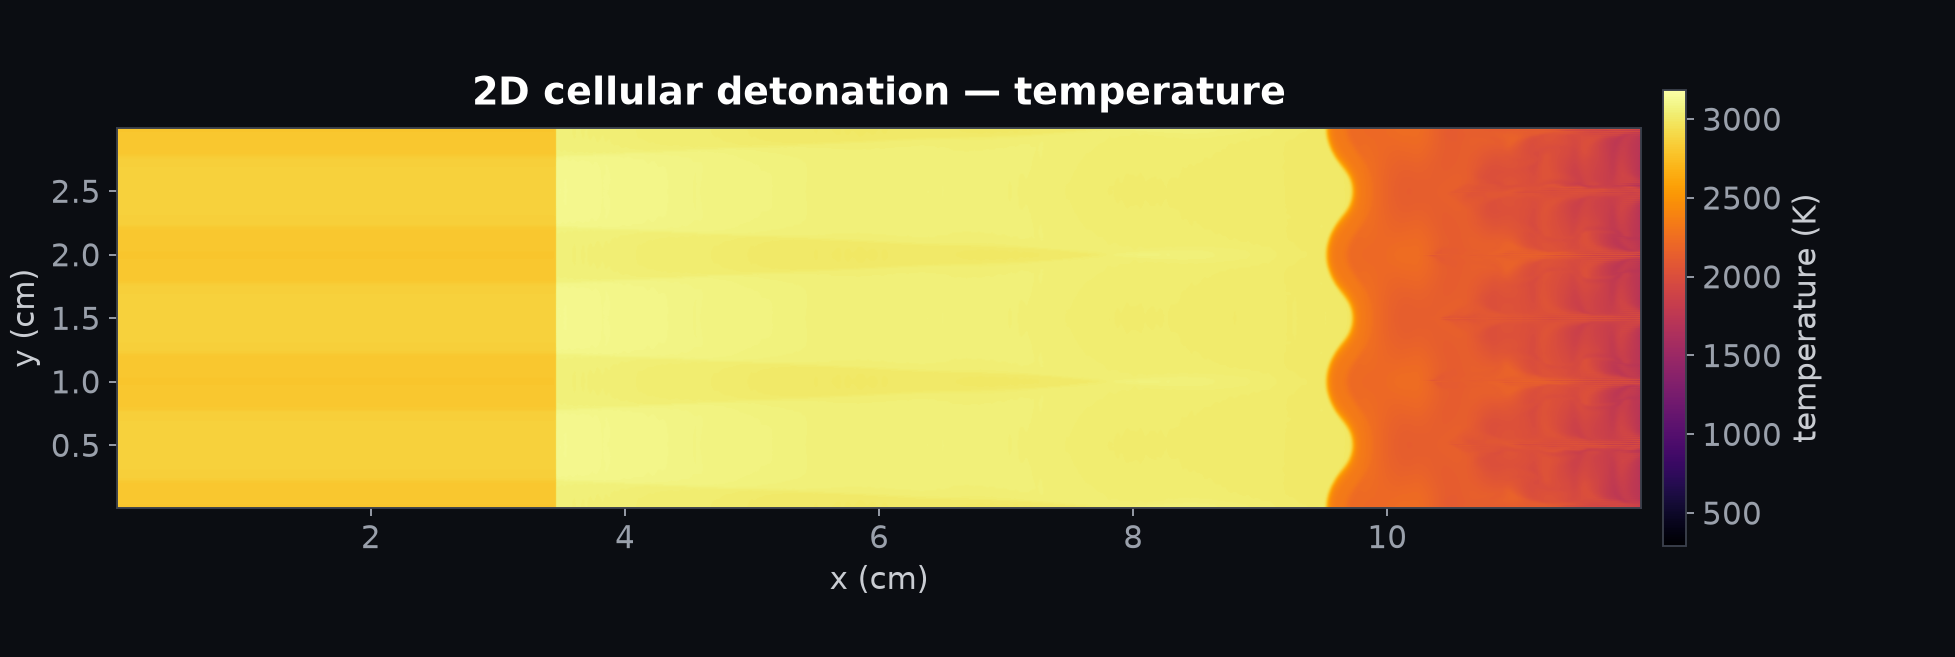 2D cellular detonation — temperature
y (cm)
2.5
2.0
1.5
1.0
0.5
2 4 6 8 10
x (cm)
3000
2500
2000
1500
1000
500
temperature (K)